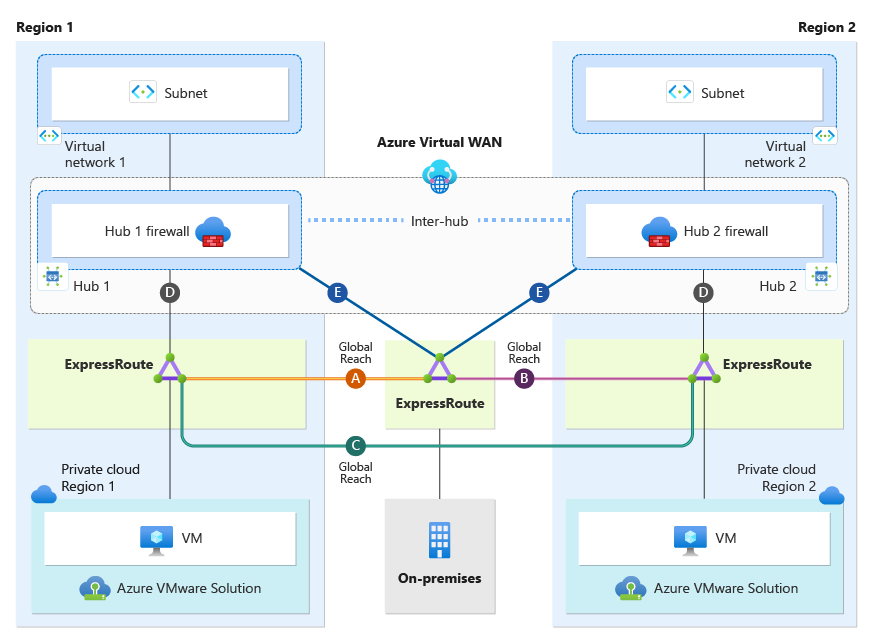 Region 1
Region 2
Subnet
Subnet
Virtual
network 1
Azure Virtual WAN
Virtual
network 2
Hub 1 firewall
Inter-hub
Hub 2 firewall
Hub 1
D
E
E
D
Hub 2
ExpressRoute
Global
Reach
A
ExpressRoute
Global
Reach
B
ExpressRoute
C
Global
Reach
Private cloud
Region 1
Private cloud
Region 2
VM
Azure VMware Solution
On-premises
VM
Azure VMware Solution